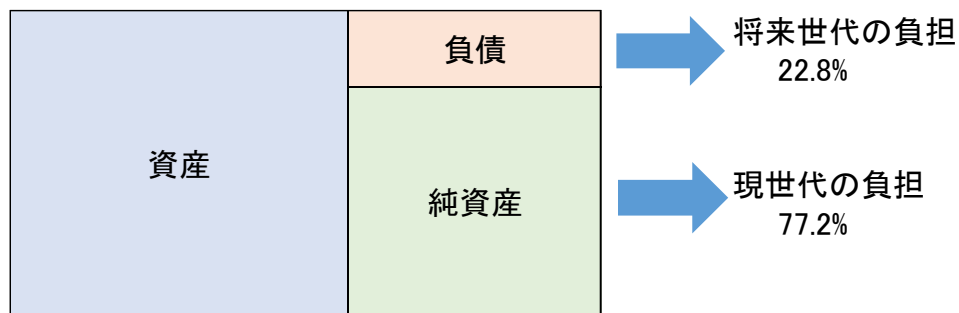 資産
負債
純資産
将来世代の負担
22.8%
現世代の負担
77.2%